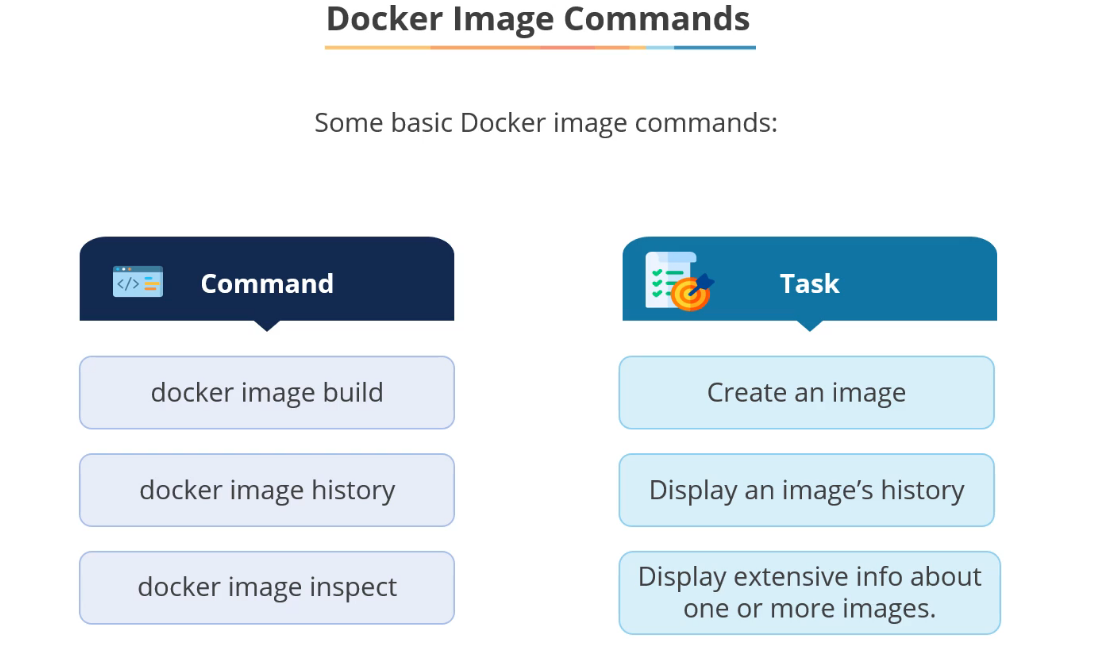 Docker Image Commands
Some basic Docker image commands:
</> Command
Task
docker image build
Create an image
docker image history
Display an image’s history
docker image inspect
Display extensive info about
one or more images.